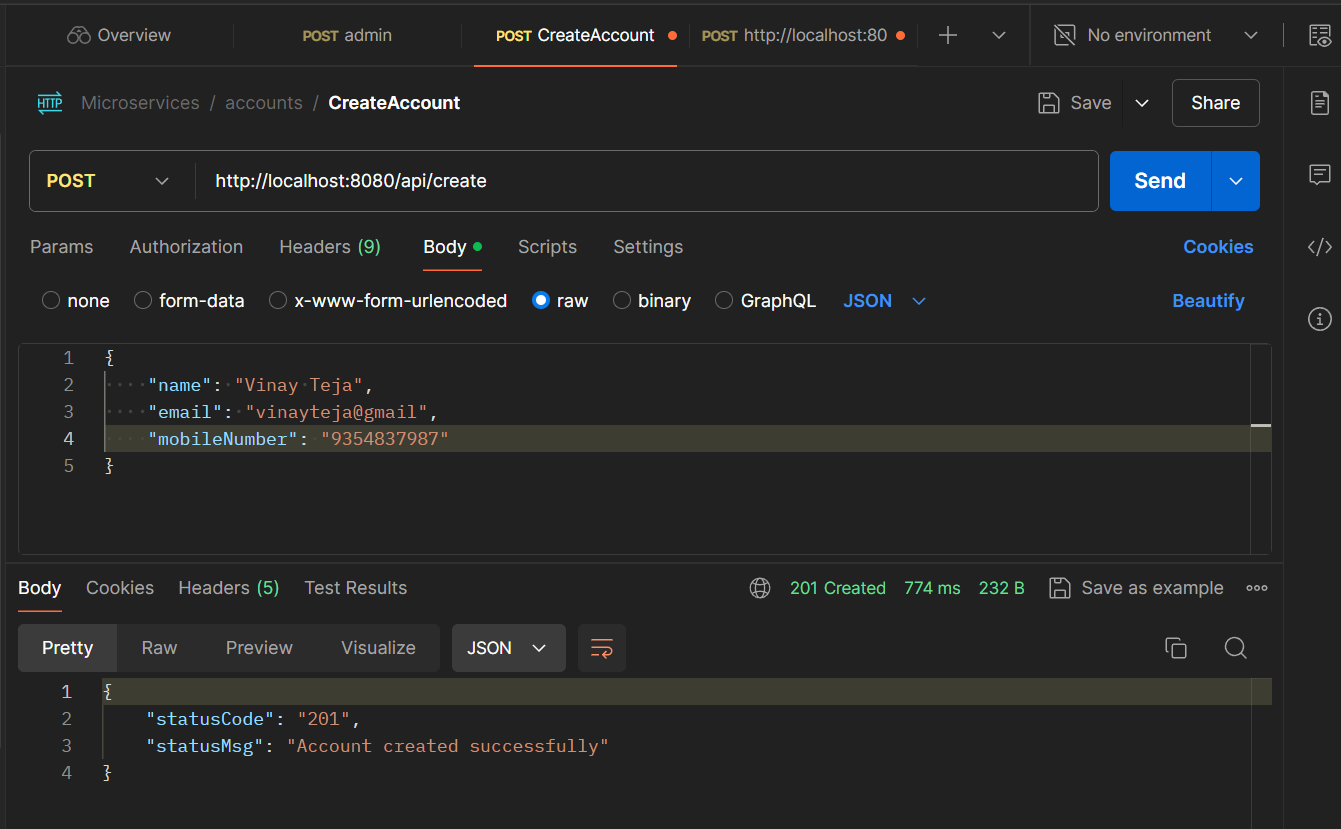 Overview POST admin POST CreateAccount POST http://localhost:80 No environment
HTTP Microservices / accounts / CreateAccount Save Share
POST http://localhost:8080/api/create Send
Params Authorization Headers (9) Body Scripts Settings Cookies
none form-data x-www-form-urlencoded raw binary GraphQL JSON Beautify
1 {
2 "name": "Vinay Teja",
3 "email": "vinayteja@gmail",
4 "mobileNumber": "9354837987"
5 }
Body Cookies Headers (5) Test Results 201 Created 774 ms 232 B Save as example
Pretty Raw Preview Visualize JSON
1 {
2 "statusCode": "201",
3 "statusMsg": "Account created successfully"
4 }